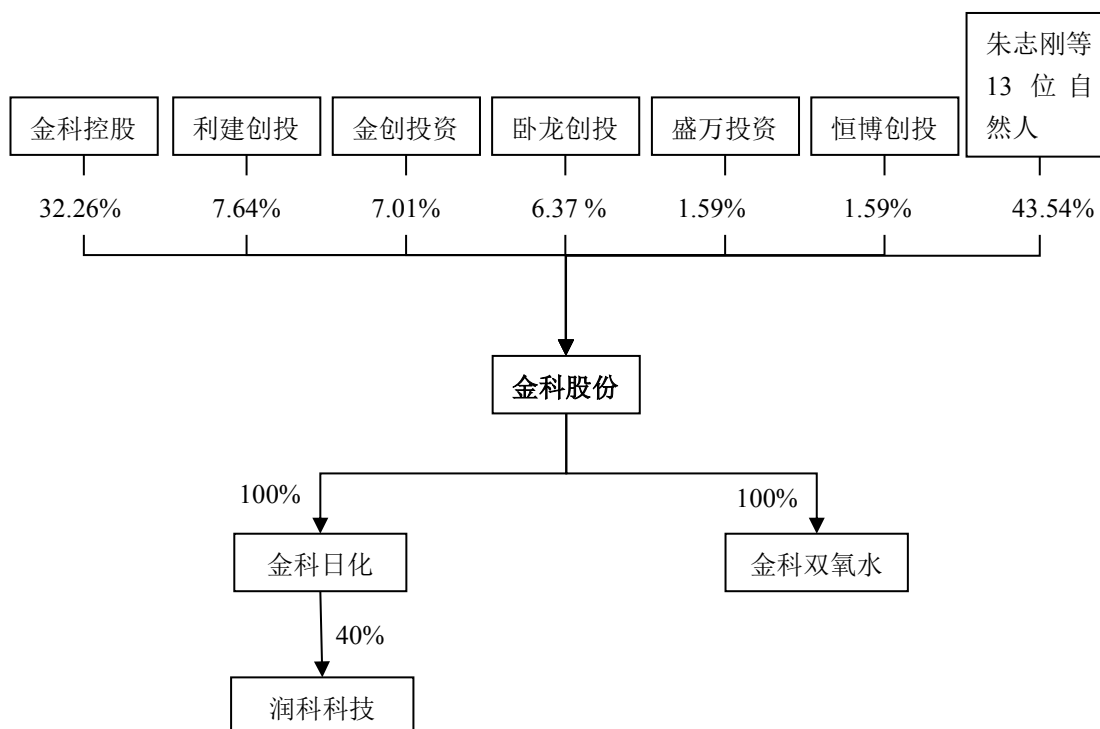 朱志刚等
13 位 自
然人
金科控股 利建创投 金创投资 卧龙创投 盛万投资 恒博创投
32.26% 7.64% 7.01% 6.37 % 1.59% 1.59% 43.54%
金科股份
100% 100%
金科日化 金科双氧水
40%
润科科技